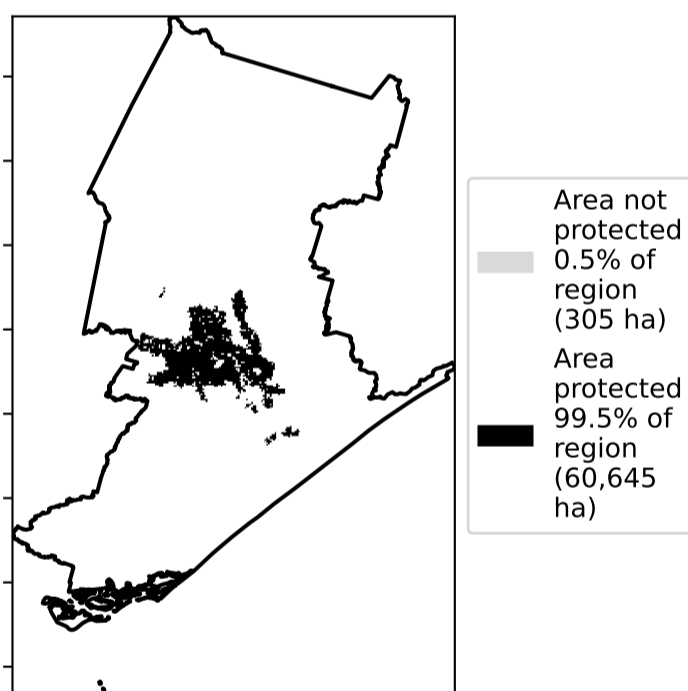 Area not
protected
0.5% of
region
(305 ha)
Area
protected
99.5% of
region
(60,645
ha)